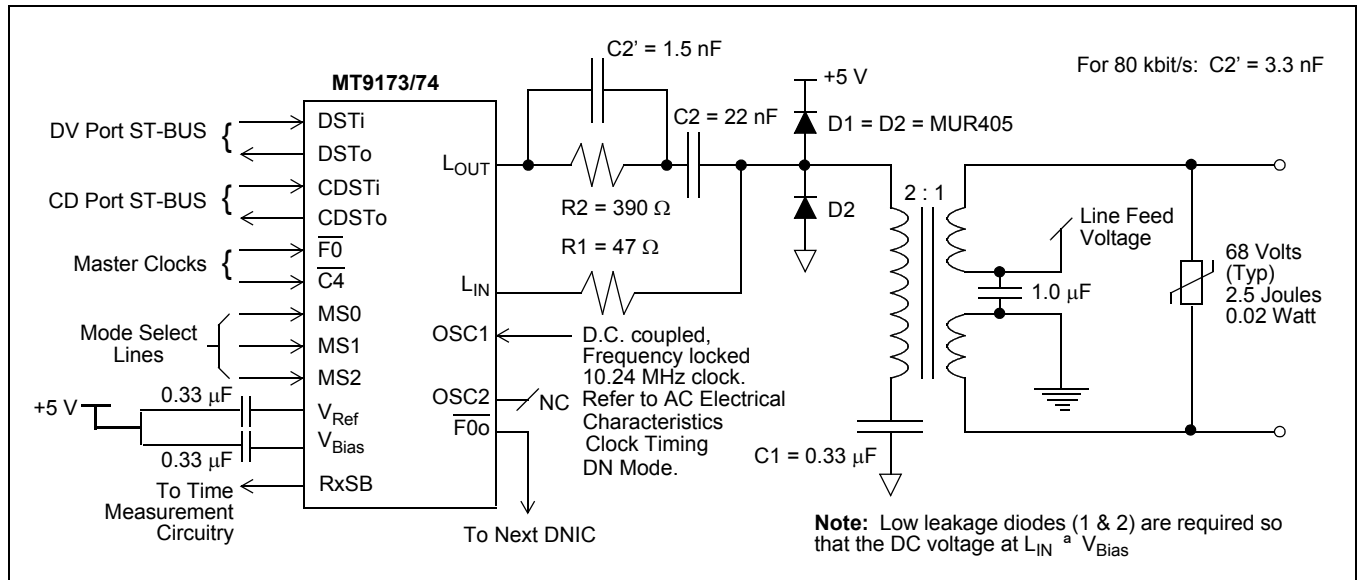 C2’ = 1.5 nF
+5 V
For 80 kbit/s: C2’ = 3.3 nF
MT9173/74
DV Port ST-BUS {
DSTi
DSTo
C2 = 22 nF
D1 = D2 = MUR405
CD Port ST-BUS {
CDSTi
CDSTo
LOUT
R2 = 390 Ω
D2
2 : 1
Line Feed
Voltage
Master Clocks {
F0
C4
R1 = 47 Ω
LIN
68 Volts
(Typ)
2.5 Joules
0.02 Watt
1.0 μF
Mode Select
Lines
MS0
MS1
MS2
OSC1
D.C. coupled,
Frequency locked
10.24 MHz clock.
Refer to AC Electrical
Characteristics
Clock Timing
DN Mode.
+5 V
0.33 μF
VRef
OSC2
NC
VBias
0.33 μF
F0o
C1 = 0.33 μF
RxSB
To Time
Measurement
Circuitry
To Next DNIC
Note: Low leakage diodes (1 & 2) are required so
that the DC voltage at LIN ª VBias